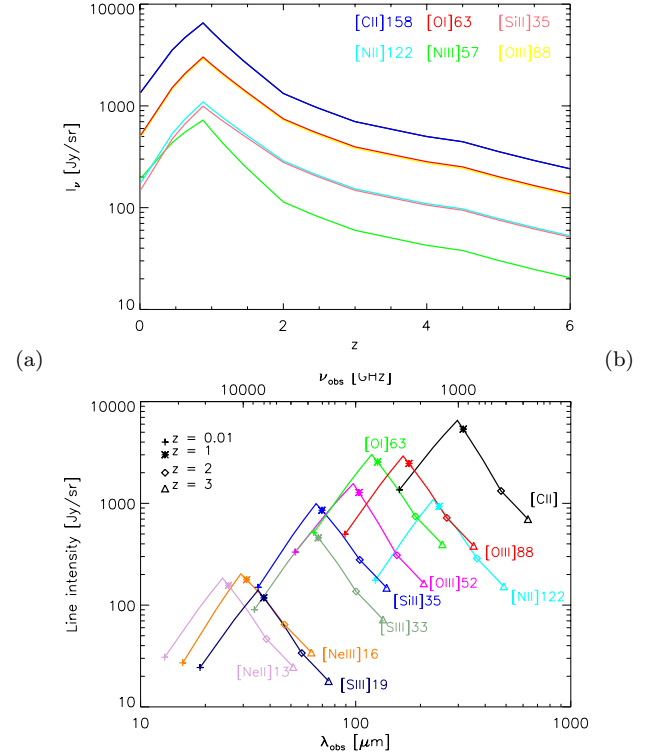 [CII]158 [OI]63 [SiII]35
[NII]122 [NIII]57 [OIII]88
10000
1000
100
10
I_ν [Jy/sr]
0 2 4 6
z
(a) (b)
ν_obs [GHz]
10000 1000
10000
1000
100
10
Line intensity [Jy/sr]
z = 0.01
z = 1
z = 2
z = 3
[OI]63
[CII]
[OIII]88
[OIII]52
[NII]122
[SiII]35
[SIII]33
[NeIII]16
[NeII]13
[SIII]19
10 100 1000
λ_obs [μm]